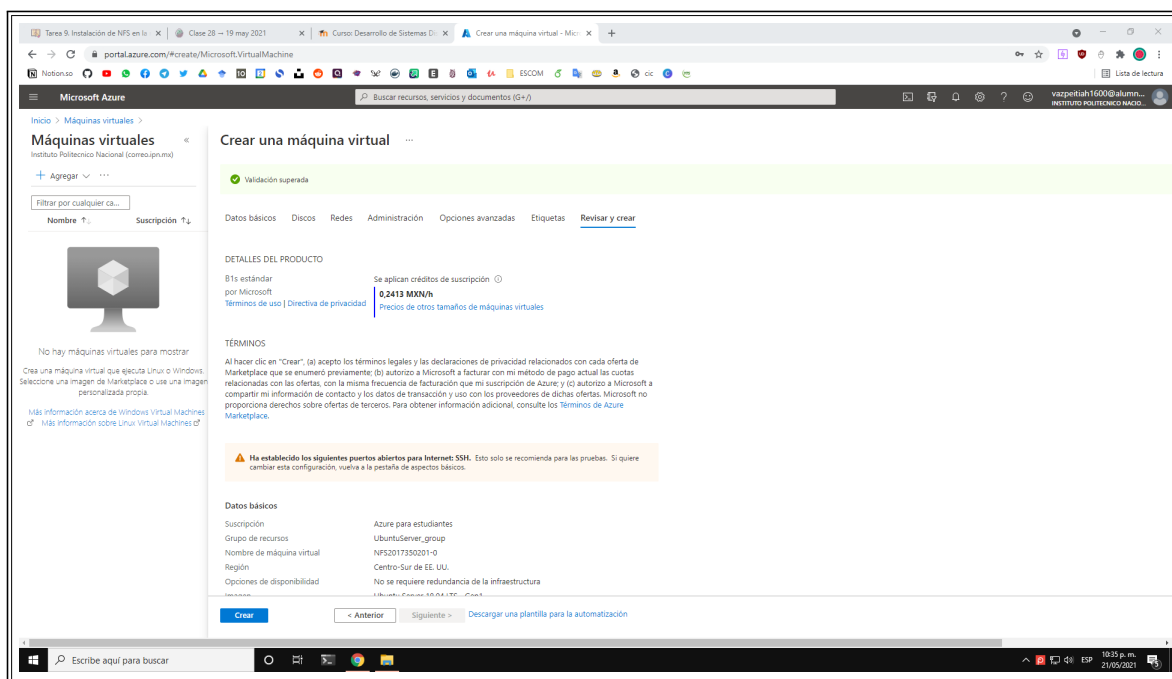 Tarea 9. Instalación de NFS en la
Clase 28 -- 19 may 2021
Curso: Desarrollo de Sistemas Di
Crear una máquina virtual - Micr
portal.azure.com/#create/Microsoft.VirtualMachine
Notion.so
ESCOM
cic
Lista de lectura
Microsoft Azure
Buscar recursos, servicios y documentos (G+/)
vazpeitiah1600@alumn...
INSTITUTO POLITECNICO NACIO...
Inicio > Máquinas virtuales >
Máquinas virtuales
Instituto Politecnico Nacional (correo.ipn.mx)
Agregar
Filtrar por cualquier ca...
Nombre
Suscripción
No hay máquinas virtuales para mostrar
Crea una máquina virtual que ejecuta Linux o Windows.
Seleccione una imagen de Marketplace o use una imagen
personalizada propia.
Más información acerca de Windows Virtual Machines
Más información sobre Linux Virtual Machines
Crear una máquina virtual ...
Validación superada
Datos básicos Discos Redes Administración Opciones avanzadas Etiquetas Revisar y crear
DETALLES DEL PRODUCTO
B1s estándar
por Microsoft
Términos de uso | Directiva de privacidad
Se aplican créditos de suscripción
0,2413 MXN/h
Precios de otros tamaños de máquinas virtuales
TÉRMINOS
Al hacer clic en "Crear", (a) acepto los términos legales y las declaraciones de privacidad relacionados con cada oferta de
Marketplace que se enumeró previamente; (b) autorizo a Microsoft a facturar con mi método de pago actual las cuotas
relacionadas con las ofertas, con la misma frecuencia de facturación que mi suscripción de Azure; y (c) autorizo a Microsoft a
compartir mi información de contacto y los datos de transacción y uso con los proveedores de dichas ofertas. Microsoft no
proporciona derechos sobre ofertas de terceros. Para obtener información adicional, consulte los Términos de Azure
Marketplace.
Ha establecido los siguientes puertos abiertos para Internet: SSH. Esto solo se recomienda para las pruebas. Si quiere
cambiar esta configuración, vuelva a la pestaña de aspectos básicos.
Datos básicos
Suscripción Azure para estudiantes
Grupo de recursos UbuntuServer_group
Nombre de máquina virtual NFS2017350201-0
Región Centro-Sur de EE. UU.
Opciones de disponibilidad No se requiere redundancia de la infraestructura
Crear
< Anterior
Siguiente >
Descargar una plantilla para la automatización
Escribe aquí para buscar
ESP
10:35 p. m.
21/05/2021